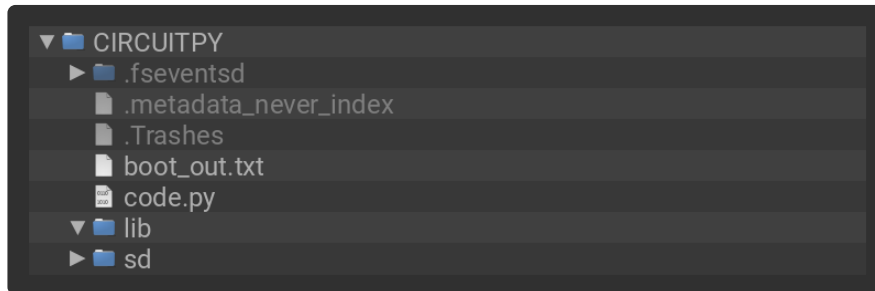 CIRCUITPY
.fseventsd
.metadata_never_index
.Trashes
boot_out.txt
code.py
lib
sd